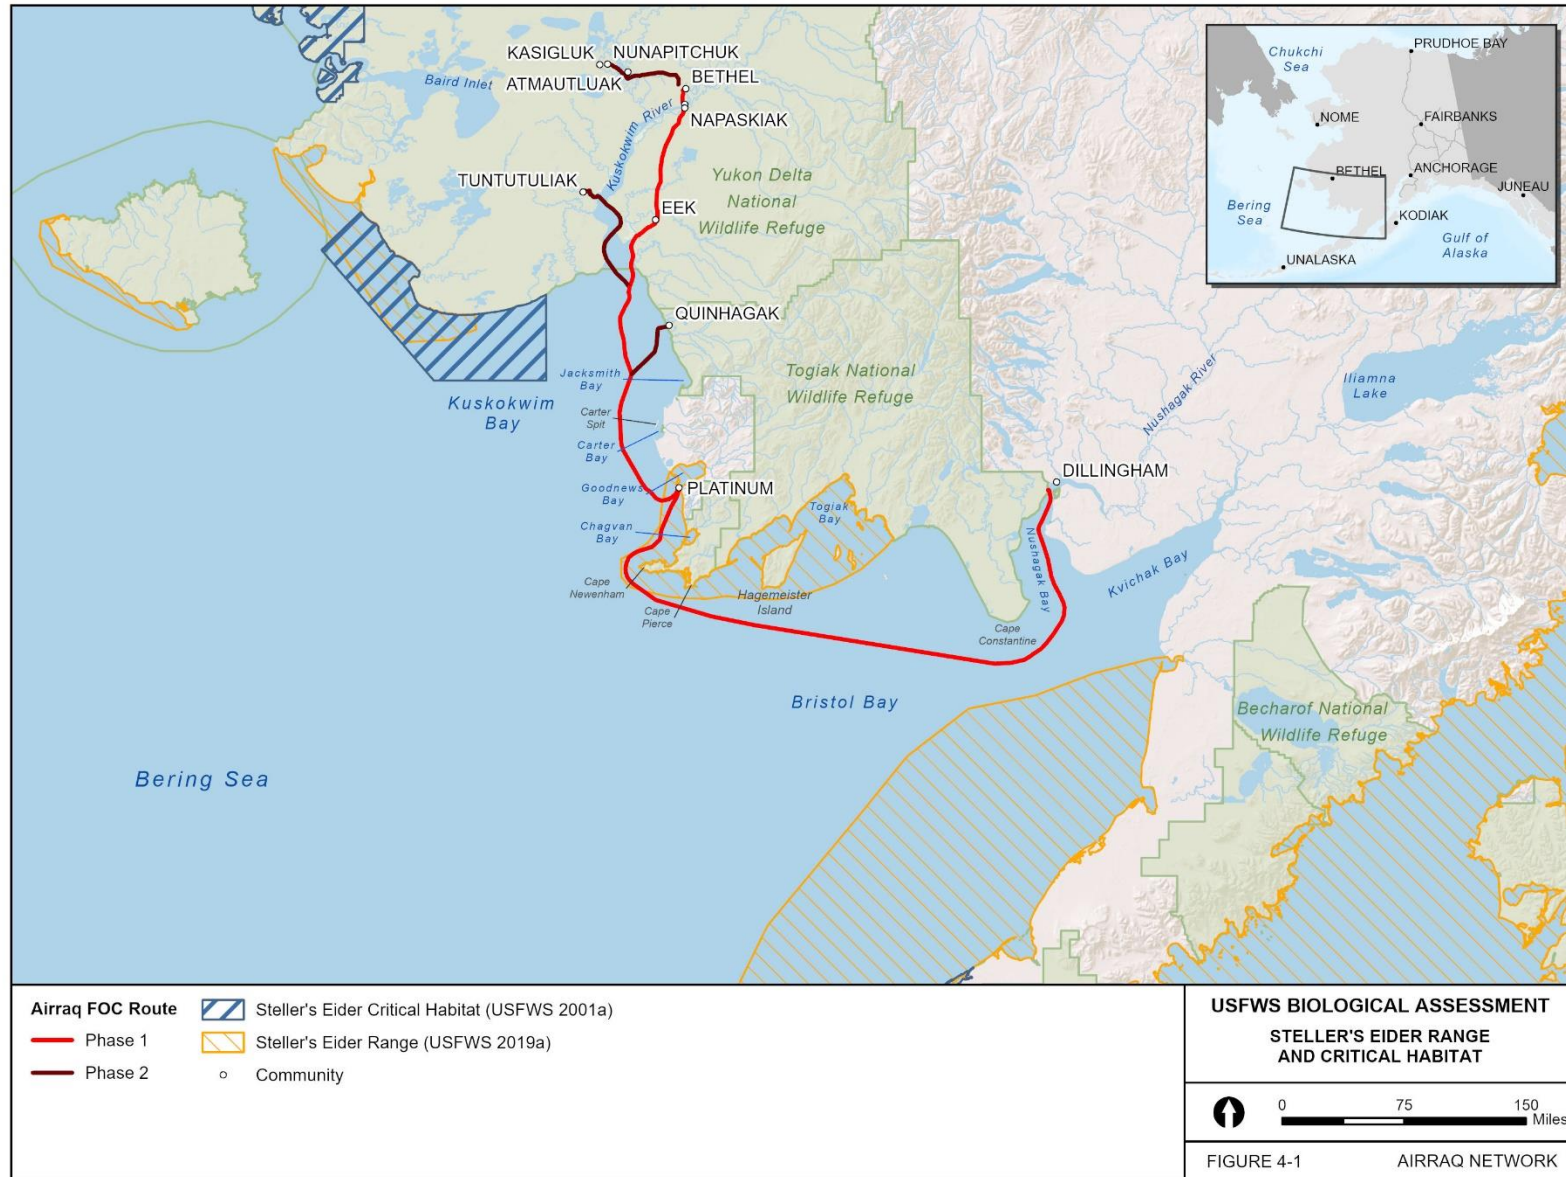 KASIGLUK
NUNAPITCHUK
ATMAUTLUAK
BETHEL
NAPASKIAK
Baird Inlet
Kuskokwim River
TUNTUTULIAK
EEK
Yukon Delta
National
Wildlife Refuge
QUINHAGAK
Jacksmith
Bay
Kuskokwim
Bay
Carter
Spit
Carter
Bay
Togiak National
Wildlife Refuge
Goodnews
Bay
PLATINUM
Chagvan
Bay
Togiak
Bay
Cape
Newenham
Cape
Pierce
Hagemeister
Island
DILLINGHAM
Nushagak River
Iliamna
Lake
Nushagak Bay
Kvichak Bay
Cape
Constantine
Bristol Bay
Bering Sea
Becharof National
Wildlife Refuge
Chukchi
Sea
PRUDHOE BAY
NOME
FAIRBANKS
BETHEL
ANCHORAGE
JUNEAU
Bering
Sea
KODIAK
Gulf of
Alaska
UNALASKA
Airraq FOC Route
Phase 1
Phase 2
Steller's Eider Critical Habitat (USFWS 2001a)
Steller's Eider Range (USFWS 2019a)
Community
USFWS BIOLOGICAL ASSESSMENT
STELLER'S EIDER RANGE
AND CRITICAL HABITAT
0 75 150
Miles
FIGURE 4-1 AIRRAQ NETWORK